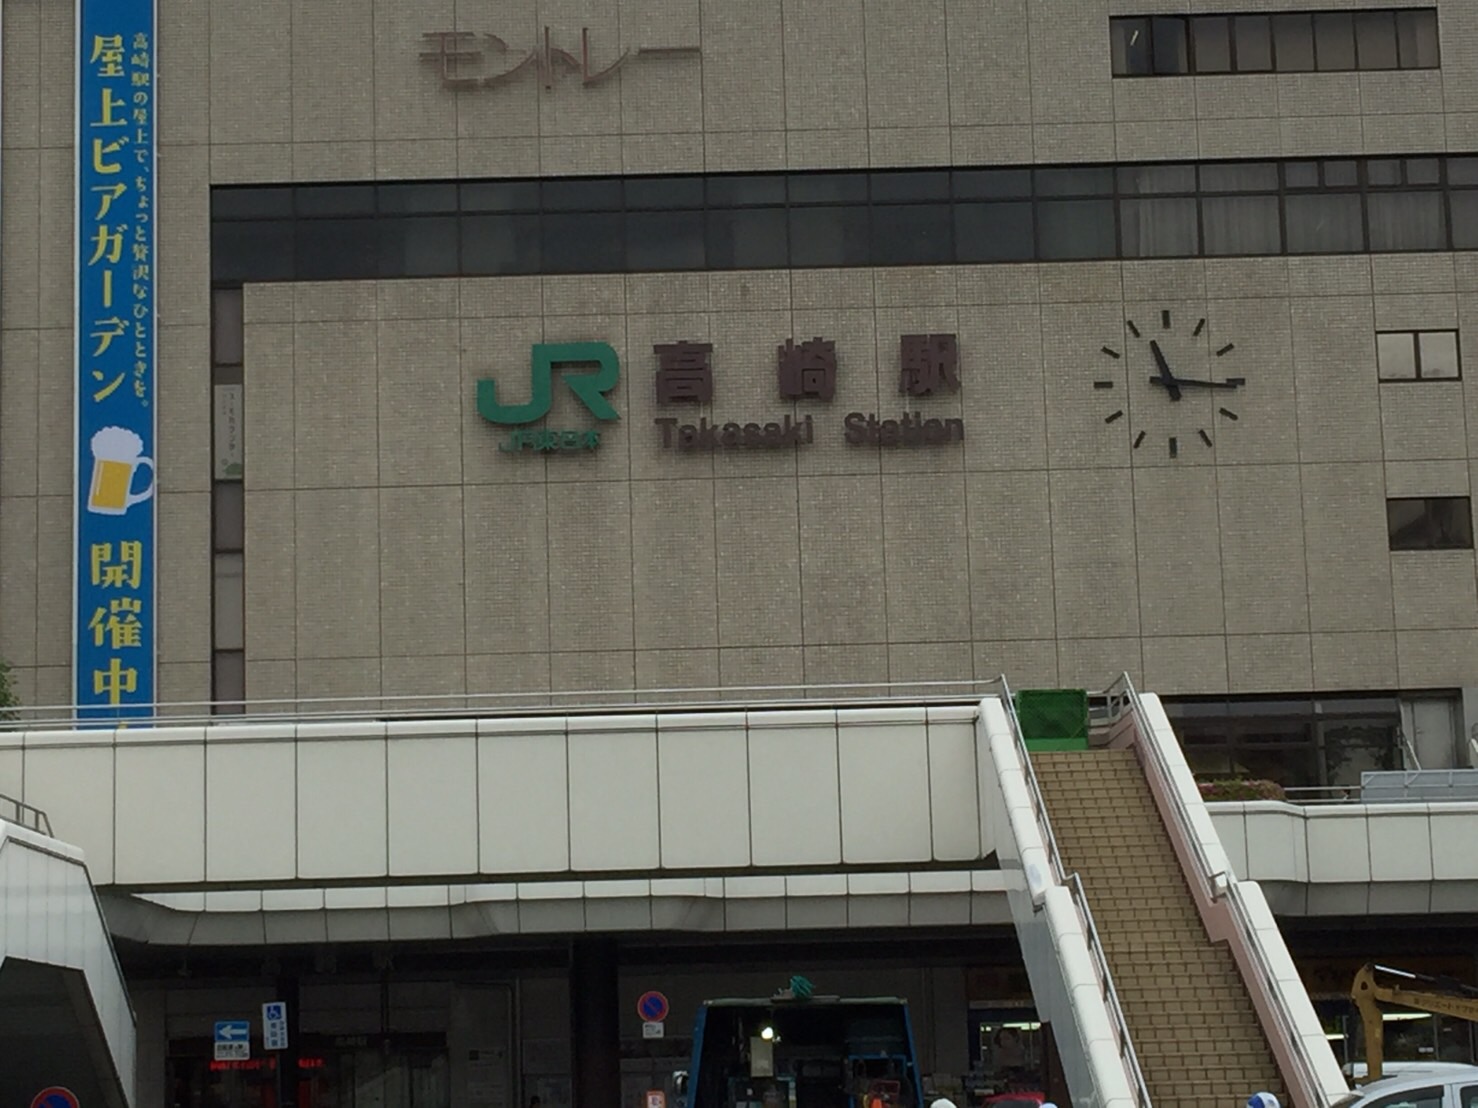 モントレー
高崎駅の屋上で、ちょっと贅沢なひとときを。
屋上ビアガーデン
開催中
JR
JR東日本
高崎駅
Takasaki Station